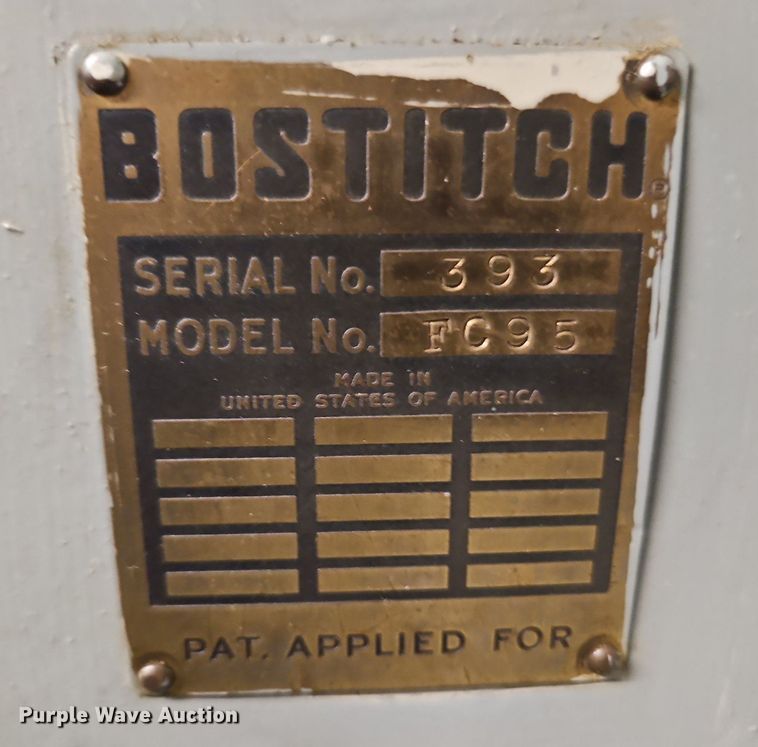 BOSTITCH®
SERIAL No. 393
MODEL No. FC95
MADE IN
UNITED STATES OF AMERICA
PAT. APPLIED FOR
Purple Wave Auction